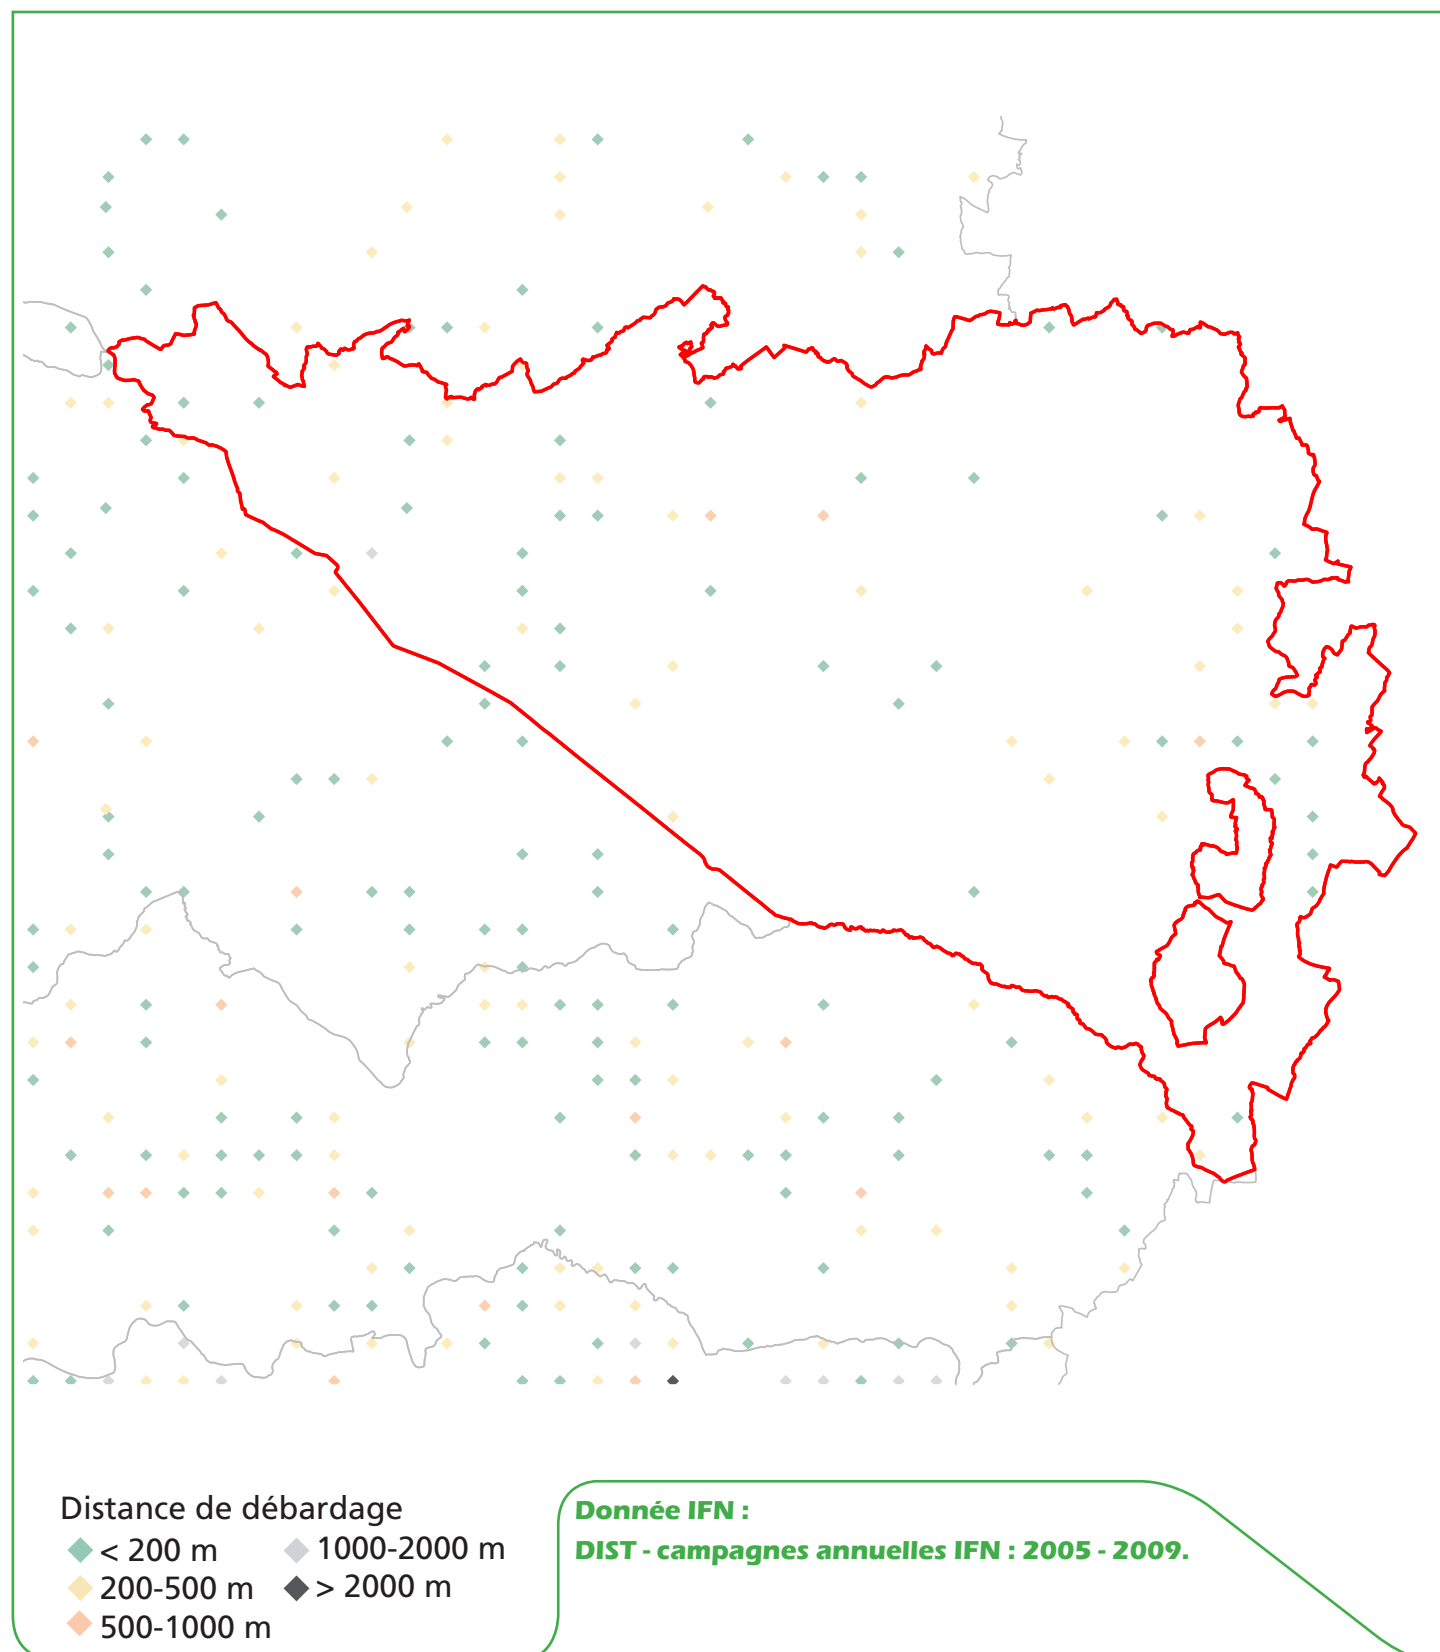 Distance de débardage
< 200 m
200-500 m
500-1000 m
1000-2000 m
> 2000 m
Donnée IFN :
DIST - campagnes annuelles IFN : 2005 - 2009.